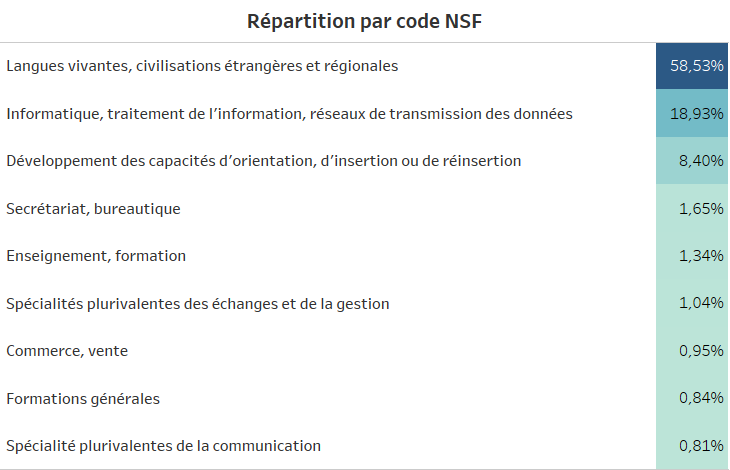 Répartition par code NSF
Langues vivantes, civilisations étrangères et régionales 58,53%
Informatique, traitement de l’information, réseaux de transmission des données 18,93%
Développement des capacités d’orientation, d’insertion ou de réinsertion 8,40%
Secrétariat, bureautique 1,65%
Enseignement, formation 1,34%
Spécialités plurivalentes des échanges et de la gestion 1,04%
Commerce, vente 0,95%
Formations générales 0,84%
Spécialité plurivalentes de la communication 0,81%